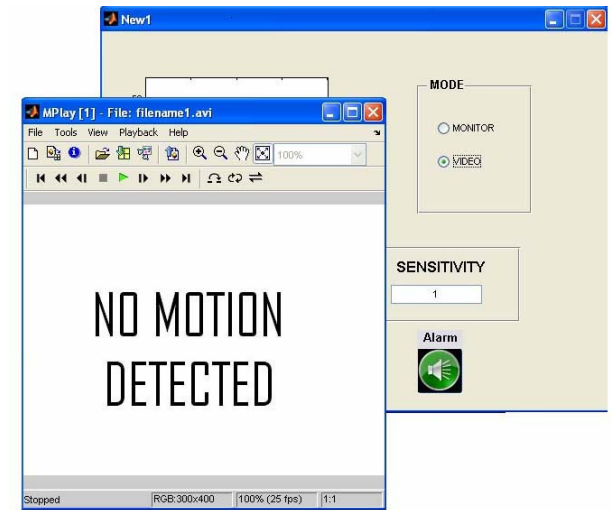 New1
50
MODE
MONITOR
VIDEO
SENSITIVITY
1
Alarm
MPlay [1] - File: filename1.avi
File Tools View Playback Help
100%
NO MOTION
DETECTED
Stopped
RGB:300x400
100% (25 fps)
1:1